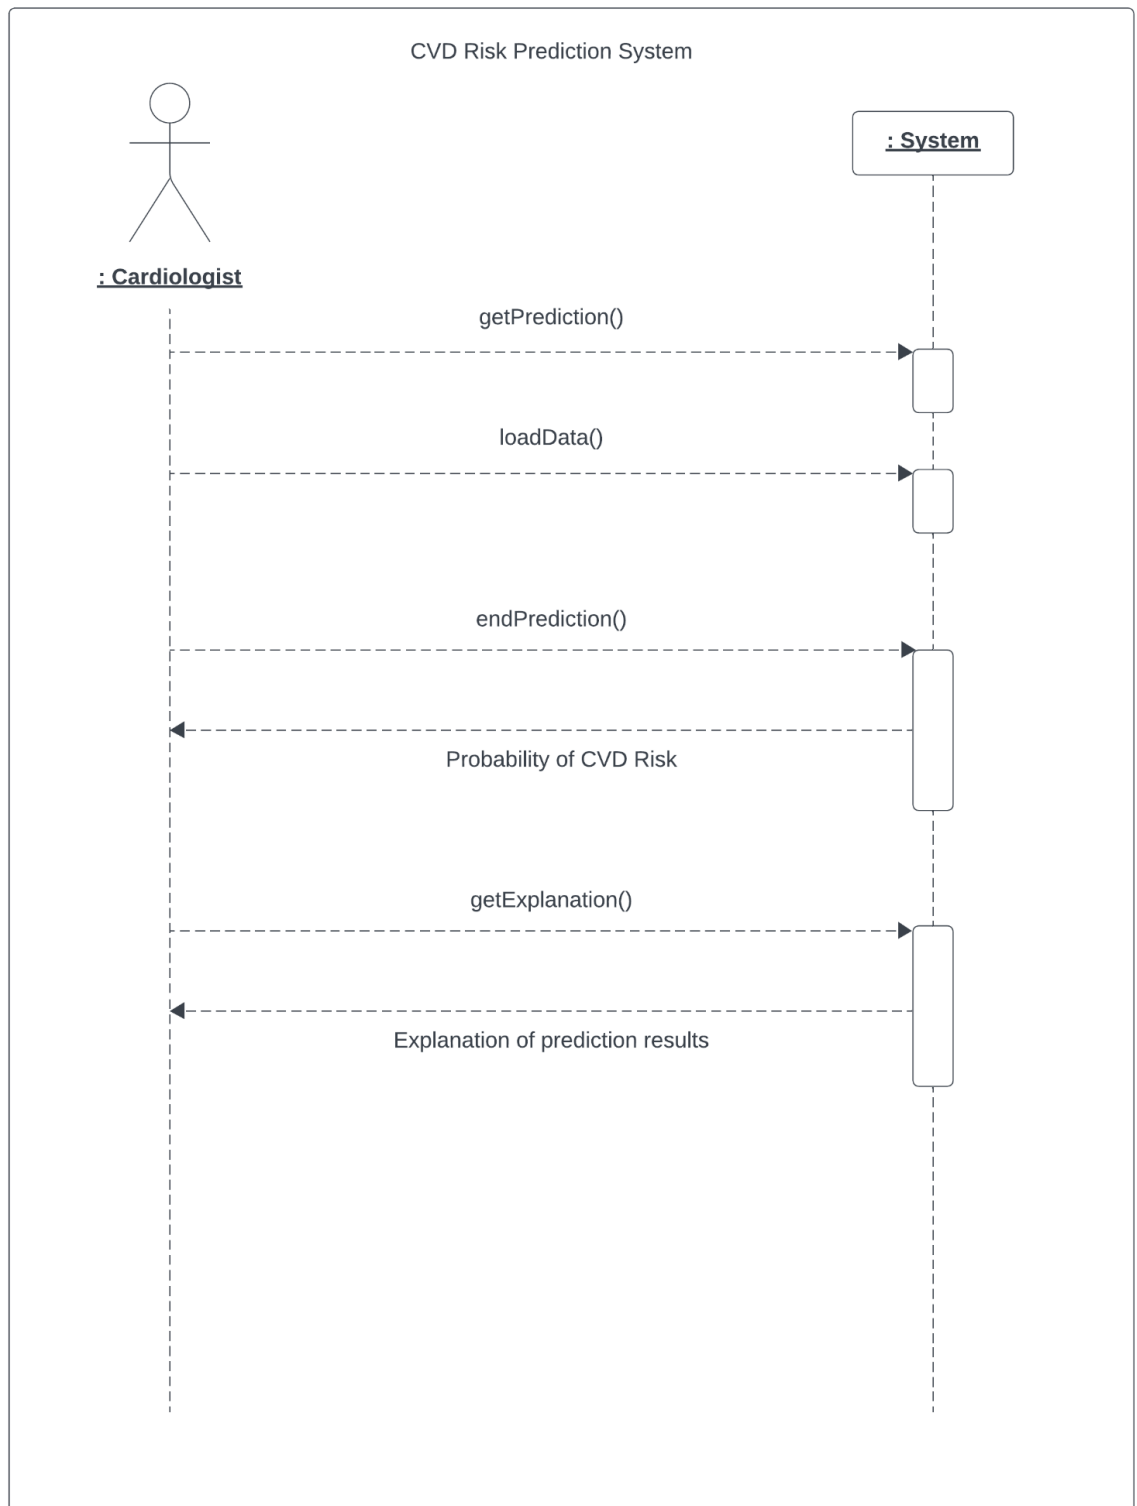 CVD Risk Prediction System
: System
: Cardiologist
getPrediction()
loadData()
endPrediction()
Probability of CVD Risk
getExplanation()
Explanation of prediction results